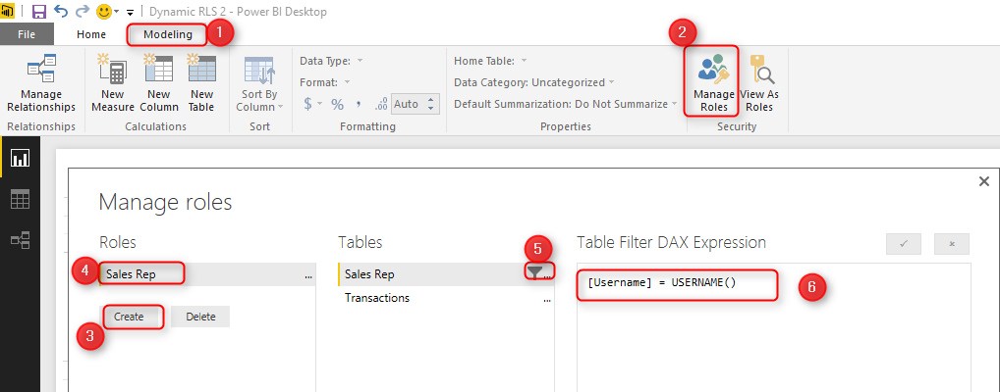 Dynamic RLS 2 - Power BI Desktop
File Home Modeling 1
2
Manage Relationships
New Measure
New Column
New Table
Sort By Column
Data Type:
Format:
$ % , .00 Auto
Home Table:
Data Category: Uncategorized
Default Summarization: Do Not Summarize
Manage Roles
View As Roles
Relationships Calculations Sort Formatting Properties Security
Manage roles
Roles Tables Table Filter DAX Expression
5
4 Sales Rep ... Sales Rep ... [Username] = USERNAME() 6
Transactions ...
3 Create Delete